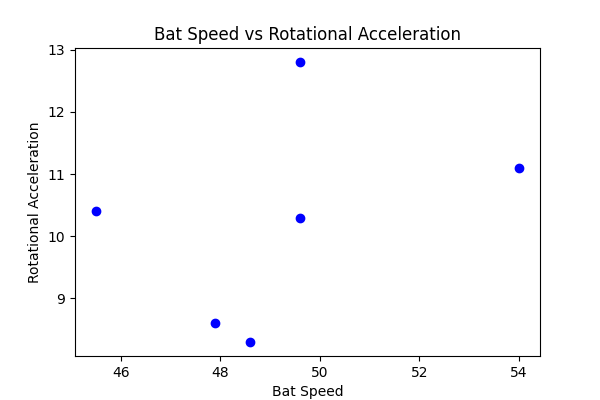 Bat Speed vs Rotational Acceleration
13
12
11
10
9
Rotational Acceleration
46 48 50 52 54
Bat Speed